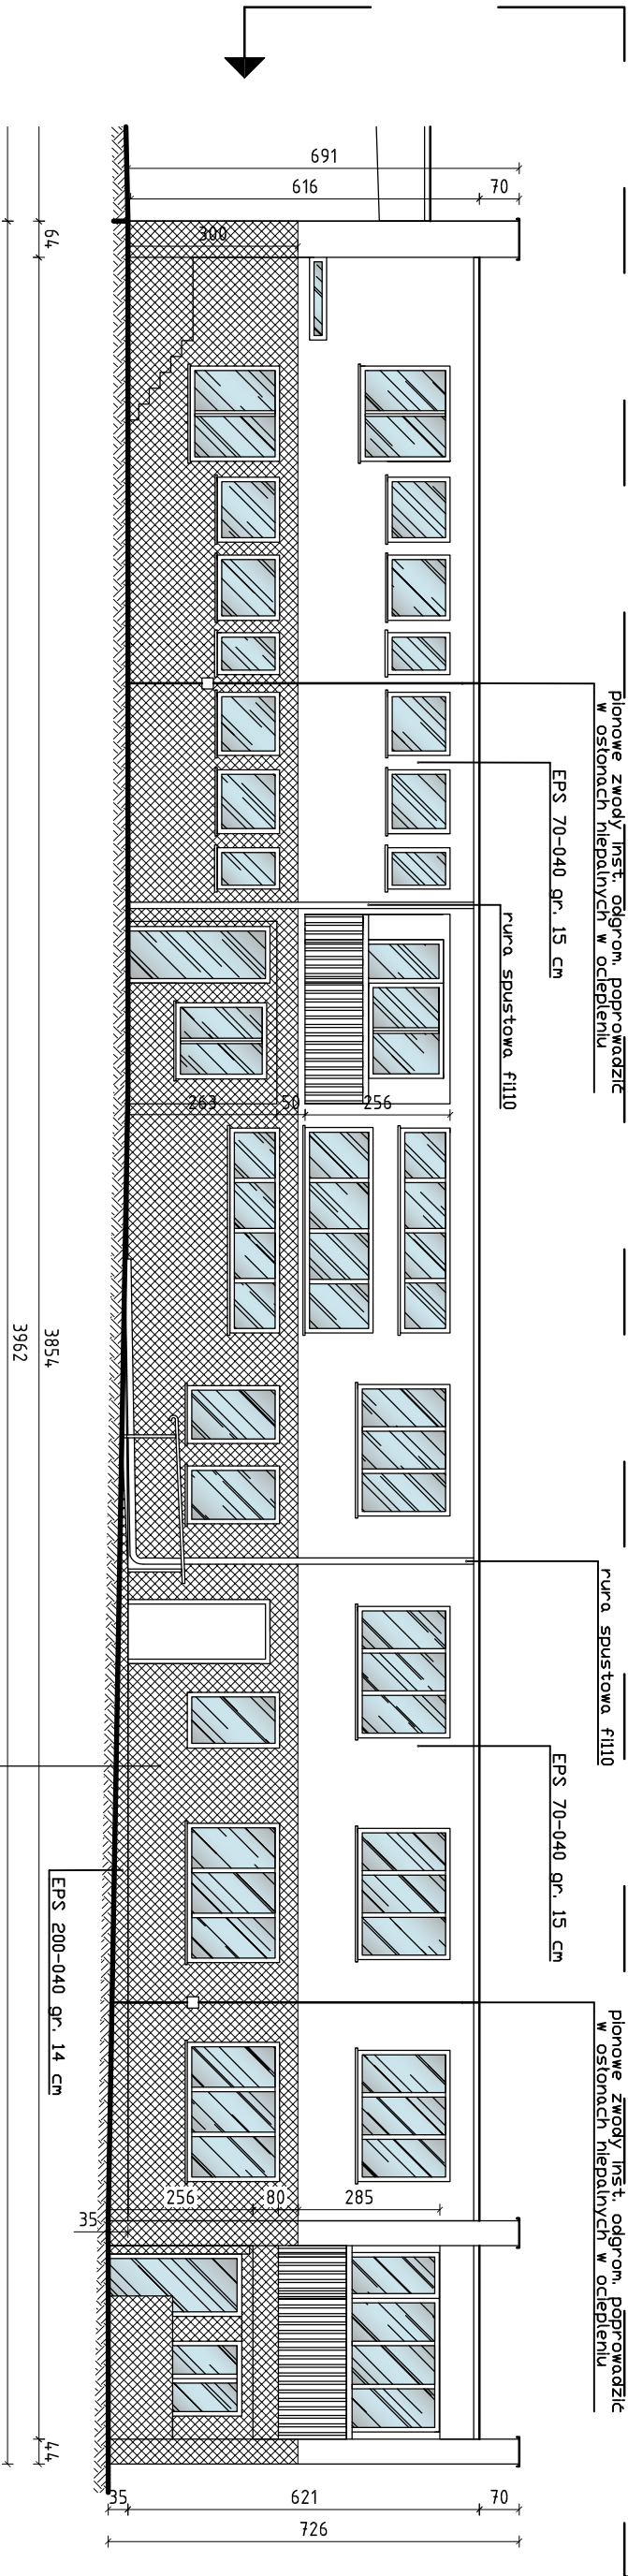 pionowe zwody inst. odgrom. poprowadzić
w osłonach niepalnych w ociepleniu
EPS 70-040 gr. 15 cm
rura spustowa fi110
rura spustowa fi110
EPS 70-040 gr. 15 cm
pionowe zwody inst. odgrom. poprowadzić
w osłonach niepalnych w ociepleniu
EPS 200-040 gr. 14 cm
691
616
70
300
64
263
50
256
3854
3962
256
80
285
35
44
35
621
70
726